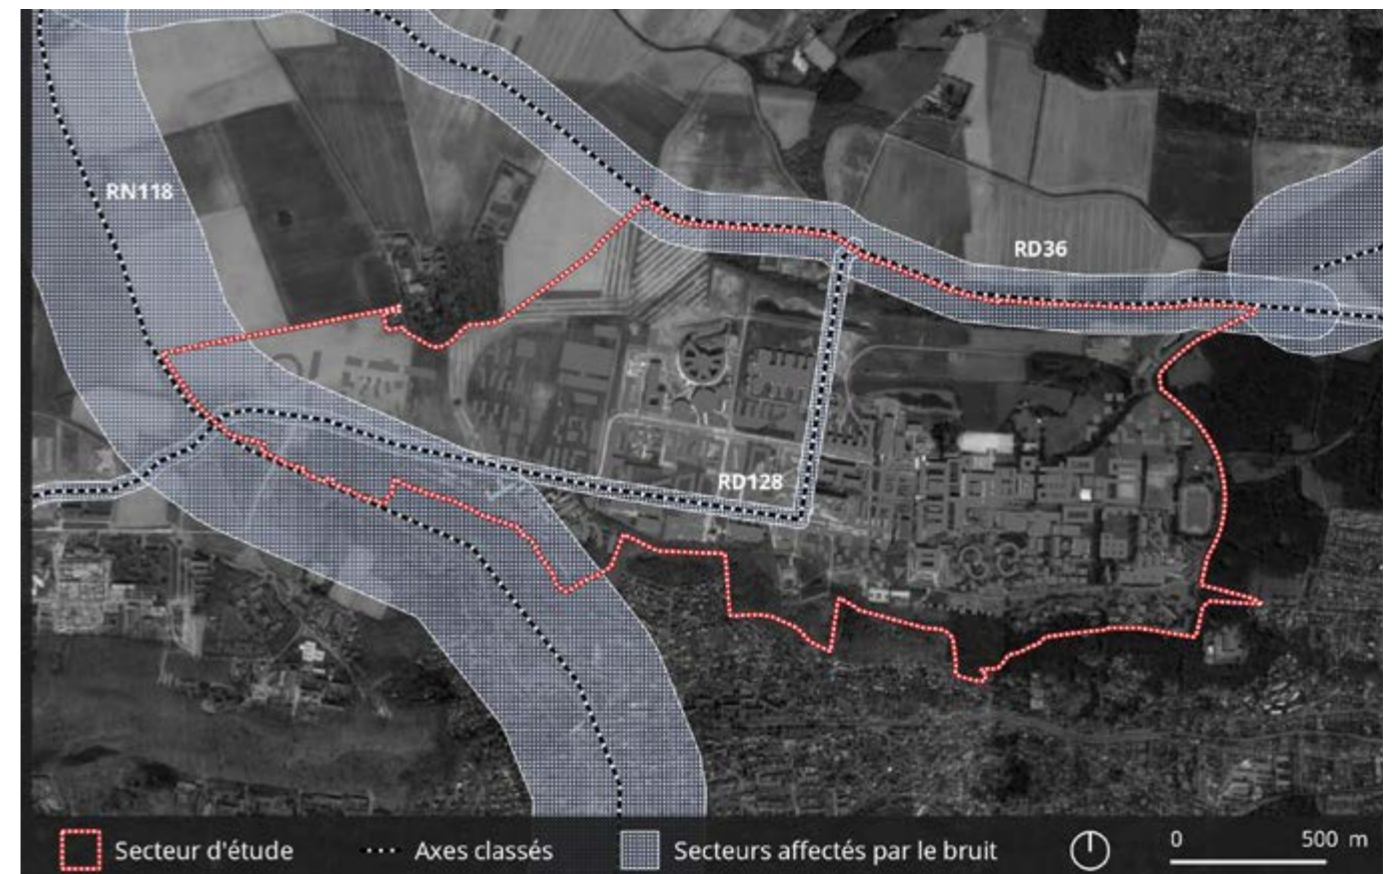 RN118
RD36
RD128
Secteur d'étude
Axes classés
Secteurs affectés par le bruit
0 500 m